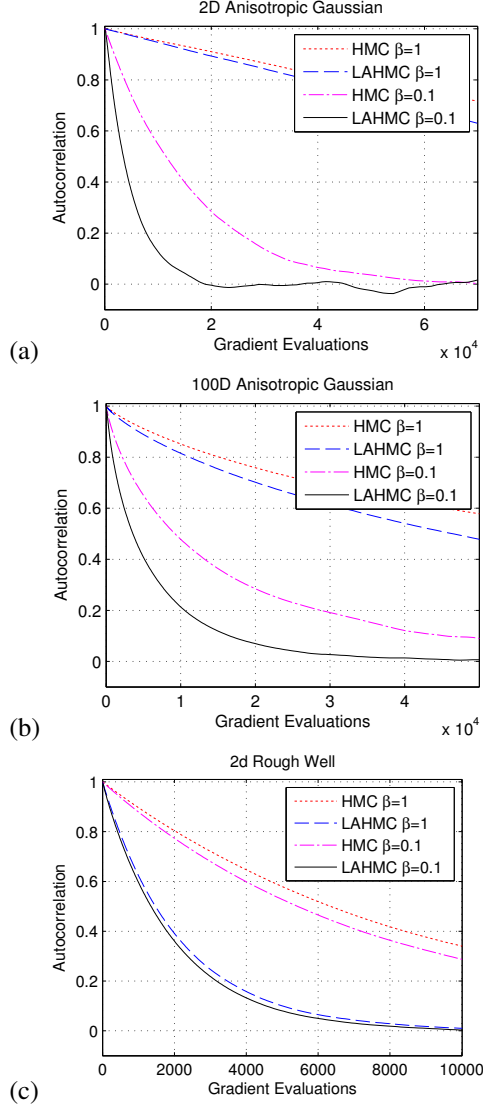 2D Anisotropic Gaussian
HMC β=1
LAHMC β=1
HMC β=0.1
LAHMC β=0.1
1
0.8
0.6
0.4
0.2
0
Autocorrelation
0 2 4 6
x 10^4
Gradient Evaluations
(a)
100D Anisotropic Gaussian
HMC β=1
LAHMC β=1
HMC β=0.1
LAHMC β=0.1
1
0.8
0.6
0.4
0.2
0
Autocorrelation
0 1 2 3 4
x 10^4
Gradient Evaluations
(b)
2d Rough Well
HMC β=1
LAHMC β=1
HMC β=0.1
LAHMC β=0.1
1
0.8
0.6
0.4
0.2
0
Autocorrelation
0 2000 4000 6000 8000 10000
Gradient Evaluations
(c)